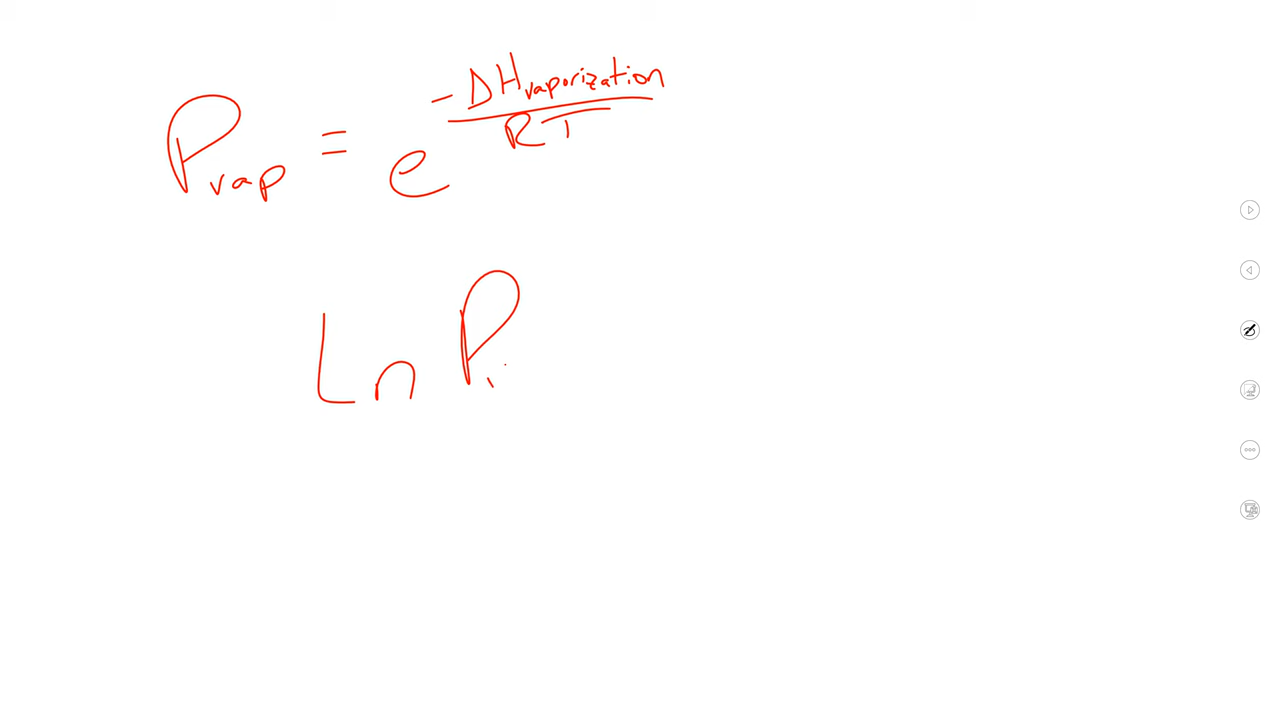 P_vap = e^(-ΔH_vaporization / RT)
Ln P